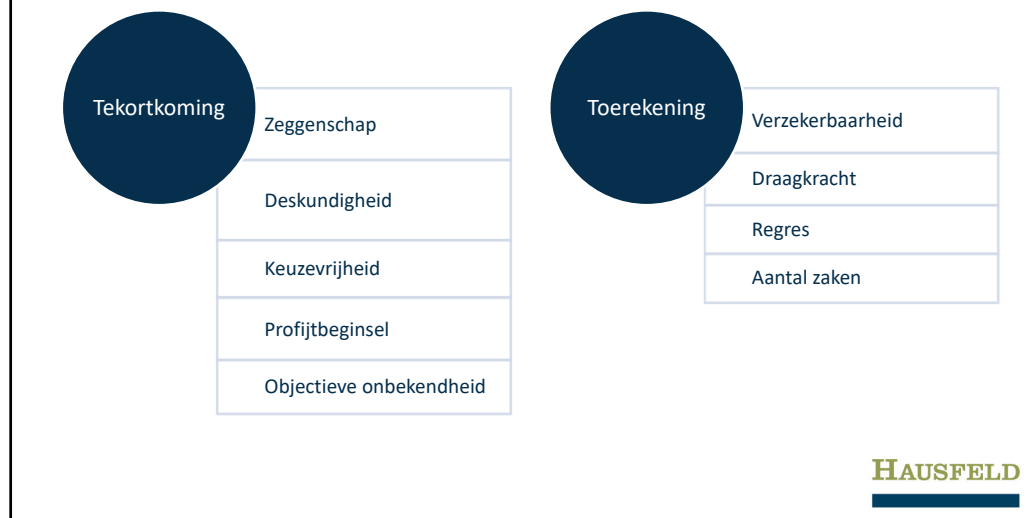 Tekortkoming
Zeggenschap
Deskundigheid
Keuzevrijheid
Profijtbeginsel
Objectieve onbekendheid
Toerekening
Verzekerbaarheid
Draagkracht
Regres
Aantal zaken
HAUSFELD